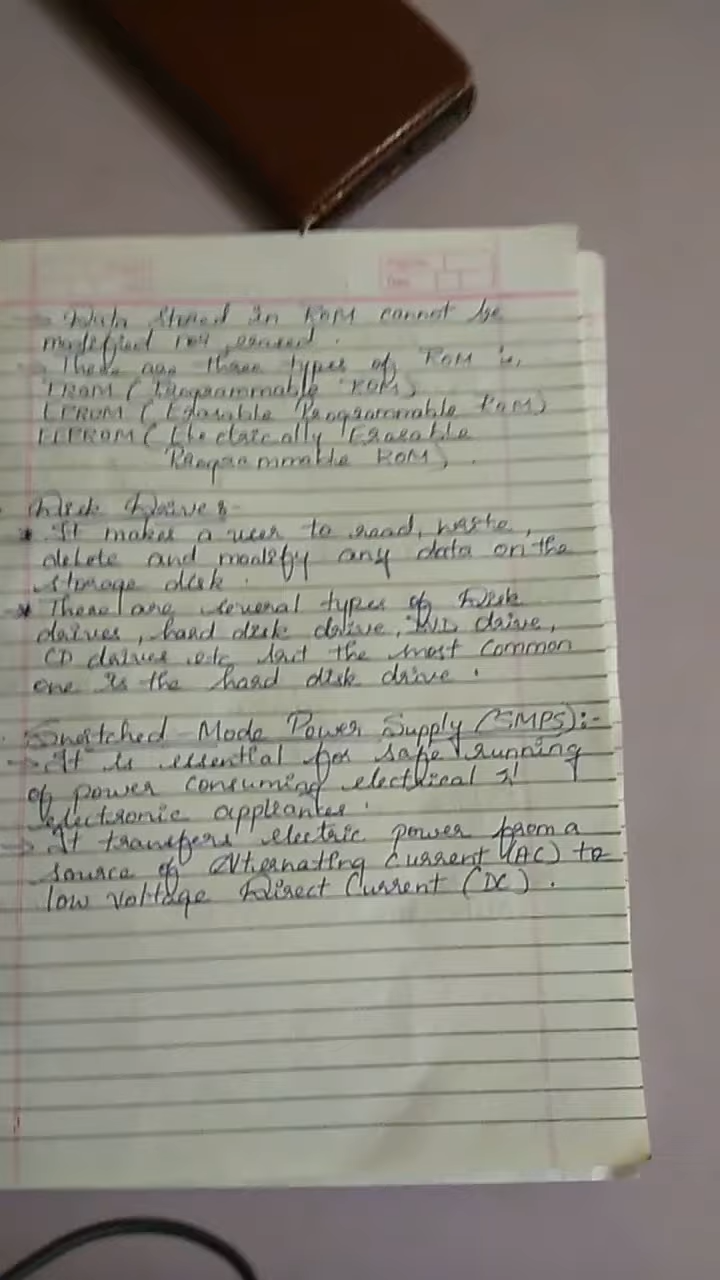 → Data stored in ROM cannot be
modified nor erased.
→ There are three types of ROM is,
PROM (Programmable ROM)
EPROM (Erasable Programmable ROM)
EEPROM (Electrically Erasable
Programmable ROM)
Disk Drives-
* It makes a user to read, write,
delete and modify any data on the
storage disk.
* There are several types of Disk
drives, hard disk drive, DVD drive,
CD drives etc but the most common
one is the hard disk drive.
Switched-Mode Power Supply (SMPS):-
→ It is essential for safe running
of power consuming electrical
electronic appliances.
→ It transfers electric power from a
source of Alternating Current (AC) to
low voltage Direct Current (DC).